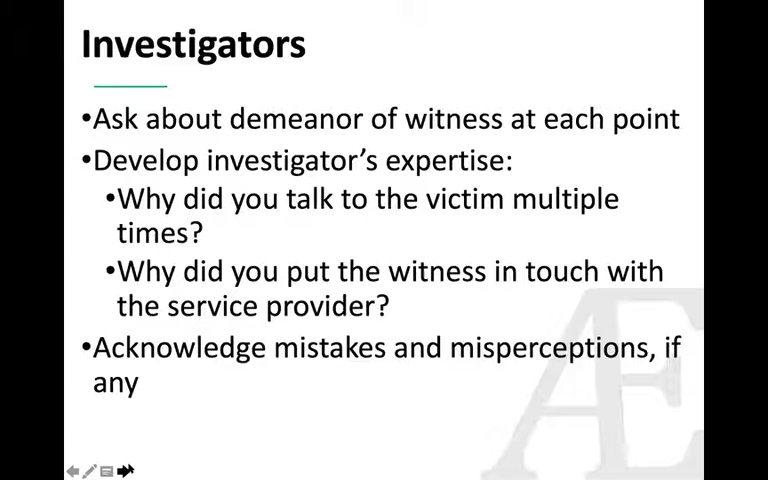 Investigators
•Ask about demeanor of witness at each point
•Develop investigator’s expertise:
•Why did you talk to the victim multiple
times?
•Why did you put the witness in touch with
the service provider?
•Acknowledge mistakes and misperceptions, if
any
Æ